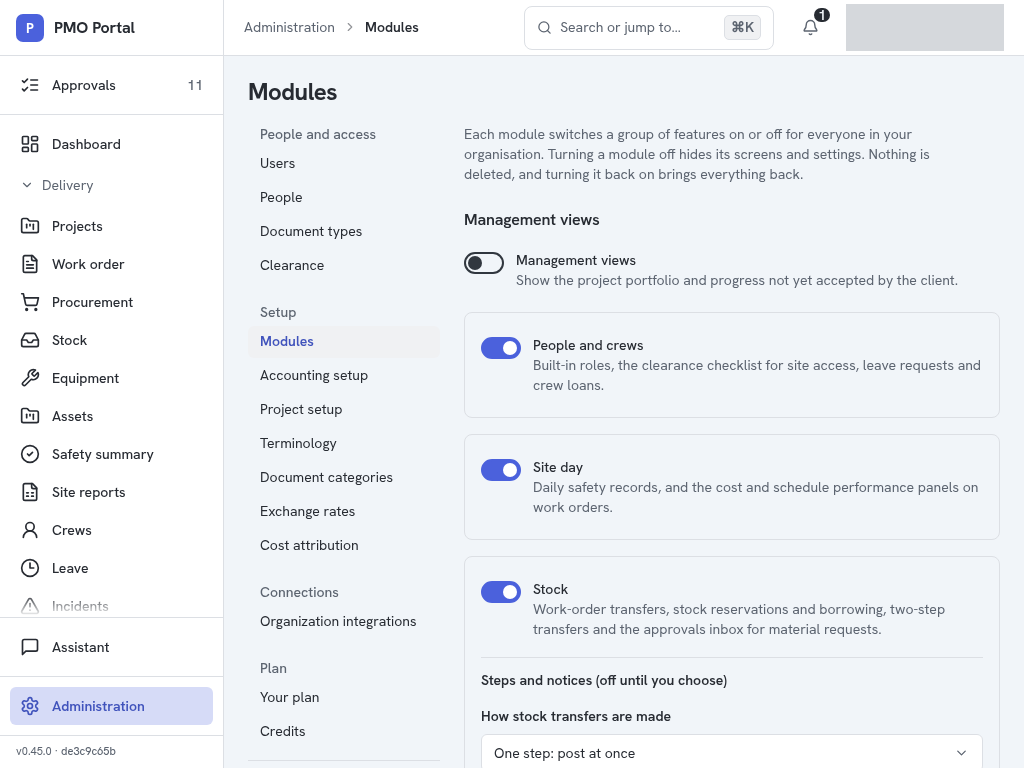 P PMO Portal
Administration > Modules
Search or jump to... ⌘K
1
Approvals 11
Dashboard
Delivery
Projects
Work order
Procurement
Stock
Equipment
Assets
Safety summary
Site reports
Crews
Leave
Incidents
Assistant
Administration
v0.45.0 · de3c9c65b
Modules
People and access
Users
People
Document types
Clearance
Setup
Modules
Accounting setup
Project setup
Terminology
Document categories
Exchange rates
Cost attribution
Connections
Organization integrations
Plan
Your plan
Credits
Each module switches a group of features on or off for everyone in your
organisation. Turning a module off hides its screens and settings. Nothing is
deleted, and turning it back on brings everything back.
Management views
Management views
Show the project portfolio and progress not yet accepted by the client.
People and crews
Built-in roles, the clearance checklist for site access, leave requests and
crew loans.
Site day
Daily safety records, and the cost and schedule performance panels on
work orders.
Stock
Work-order transfers, stock reservations and borrowing, two-step
transfers and the approvals inbox for material requests.
Steps and notices (off until you choose)
How stock transfers are made
One step: post at once